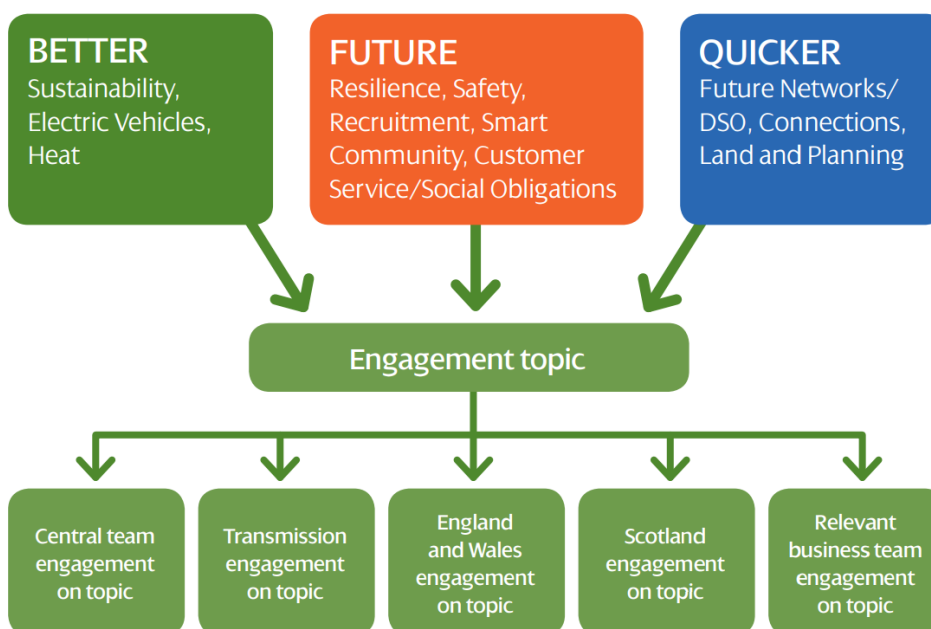 BETTER
Sustainability,
Electric Vehicles,
Heat
FUTURE
Resilience, Safety,
Recruitment, Smart
Community, Customer
Service/Social Obligations
QUICKER
Future Networks/
DSO, Connections,
Land and Planning
Engagement topic
Central team
engagement
on topic
Transmission
engagement
on topic
England
and Wales
engagement
on topic
Scotland
engagement
on topic
Relevant
business team
engagement
on topic